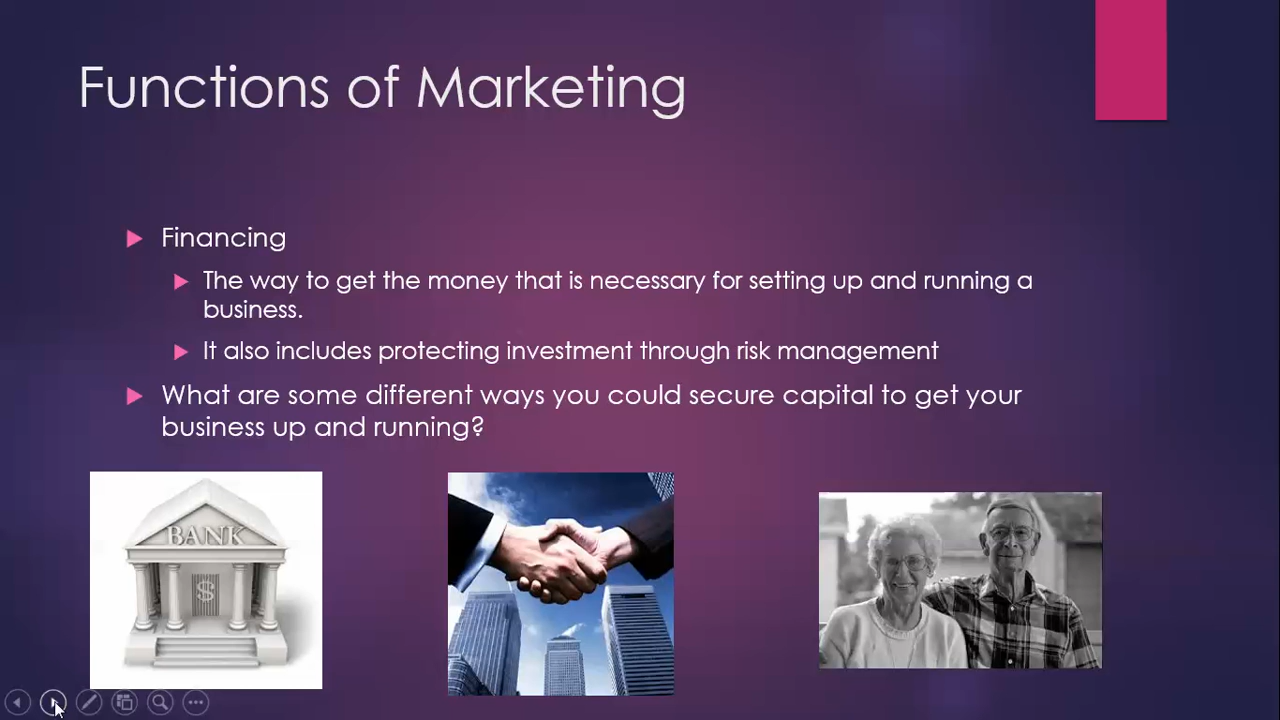 Functions of Marketing
Financing
The way to get the money that is necessary for setting up and running a
business.
It also includes protecting investment through risk management
What are some different ways you could secure capital to get your
business up and running?
BANK
$